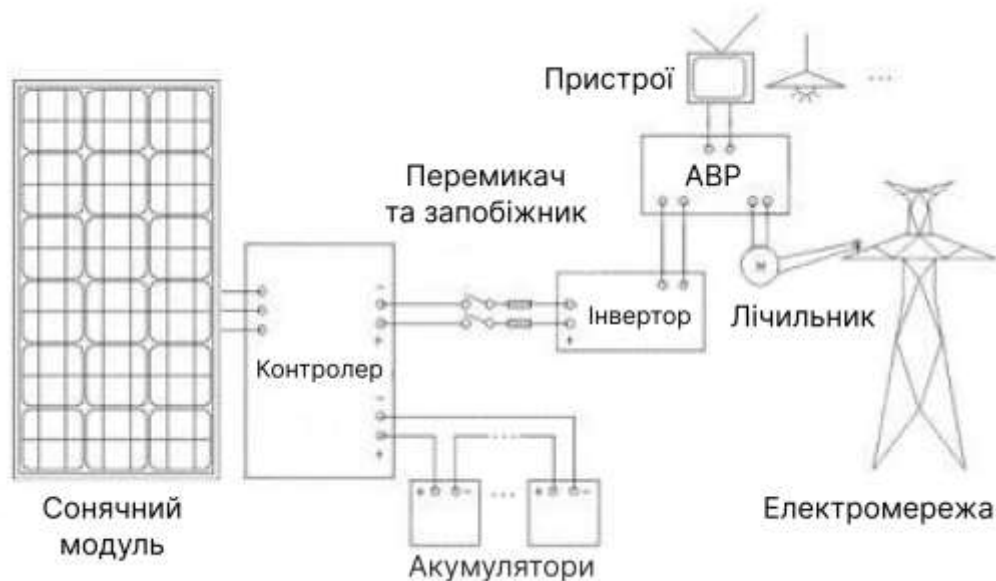 Пристрої
АВР
Перемикач
та запобіжник
М
Інвертор
Лічильник
Контролер
Сонячний
модуль
Акумулятори
Електромережа